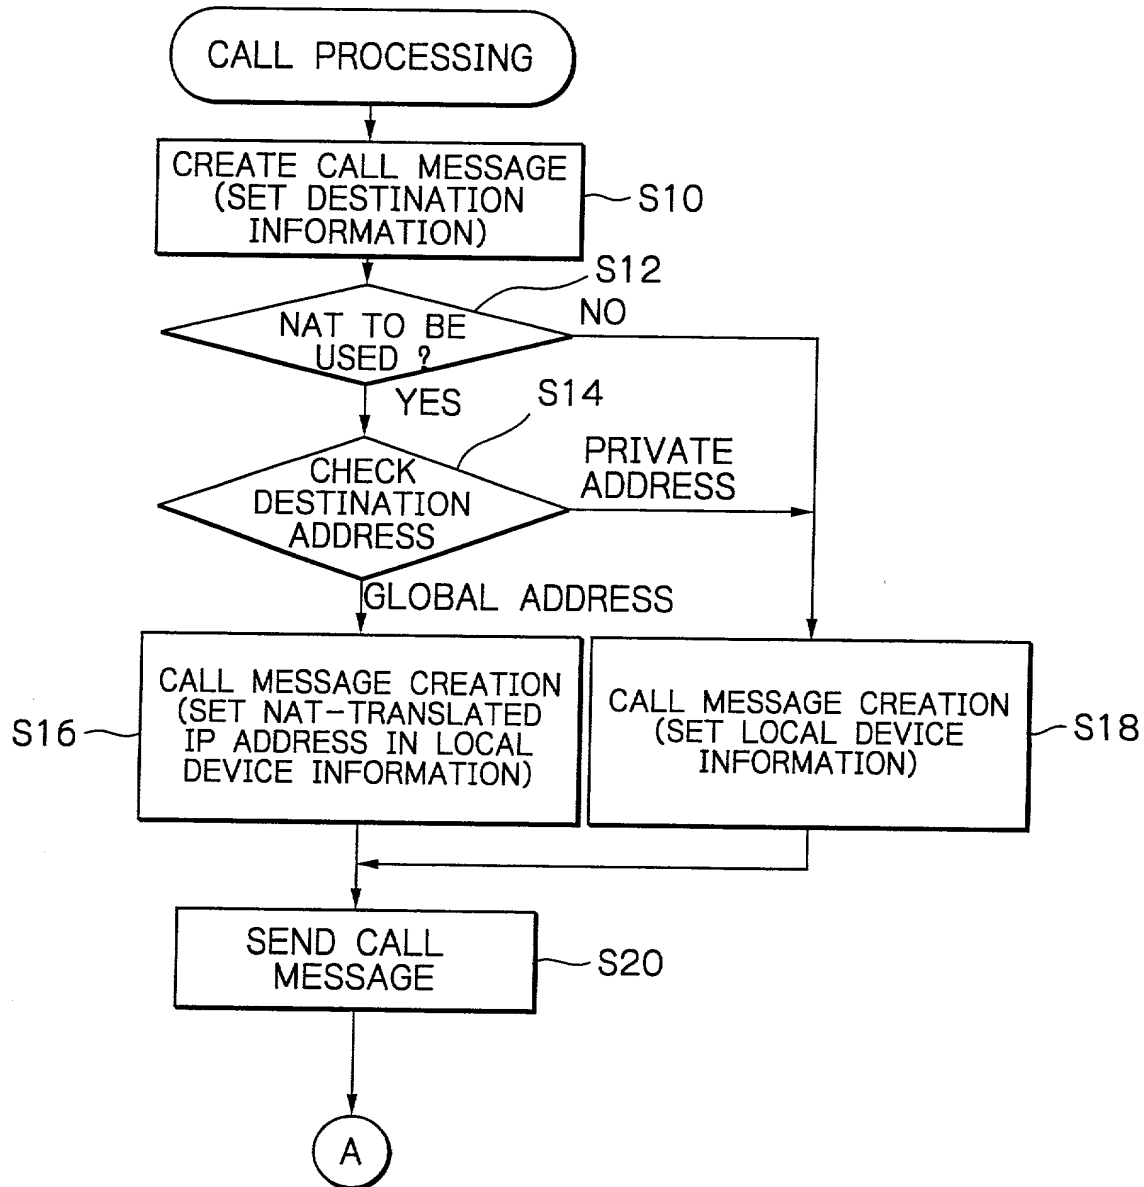 CALL PROCESSING
CREATE CALL MESSAGE
(SET DESTINATION
INFORMATION)
S10
S12
NAT TO BE
USED ?
NO
YES
S14
CHECK
DESTINATION
ADDRESS
PRIVATE
ADDRESS
GLOBAL ADDRESS
S16
CALL MESSAGE CREATION
(SET NAT-TRANSLATED
IP ADDRESS IN LOCAL
DEVICE INFORMATION)
CALL MESSAGE CREATION
(SET LOCAL DEVICE
INFORMATION)
S18
SEND CALL
MESSAGE
S20
A